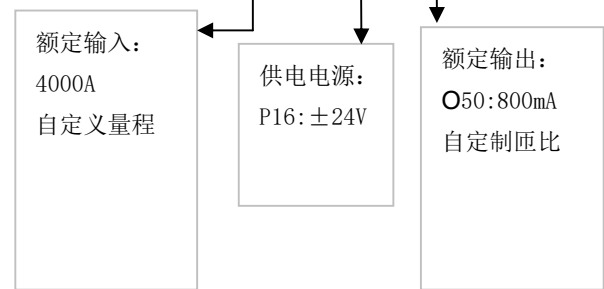 额定输入：
4000A
自定义量程
供电电源：
P16:±24V
额定输出：
O50:800mA
自定制匝比